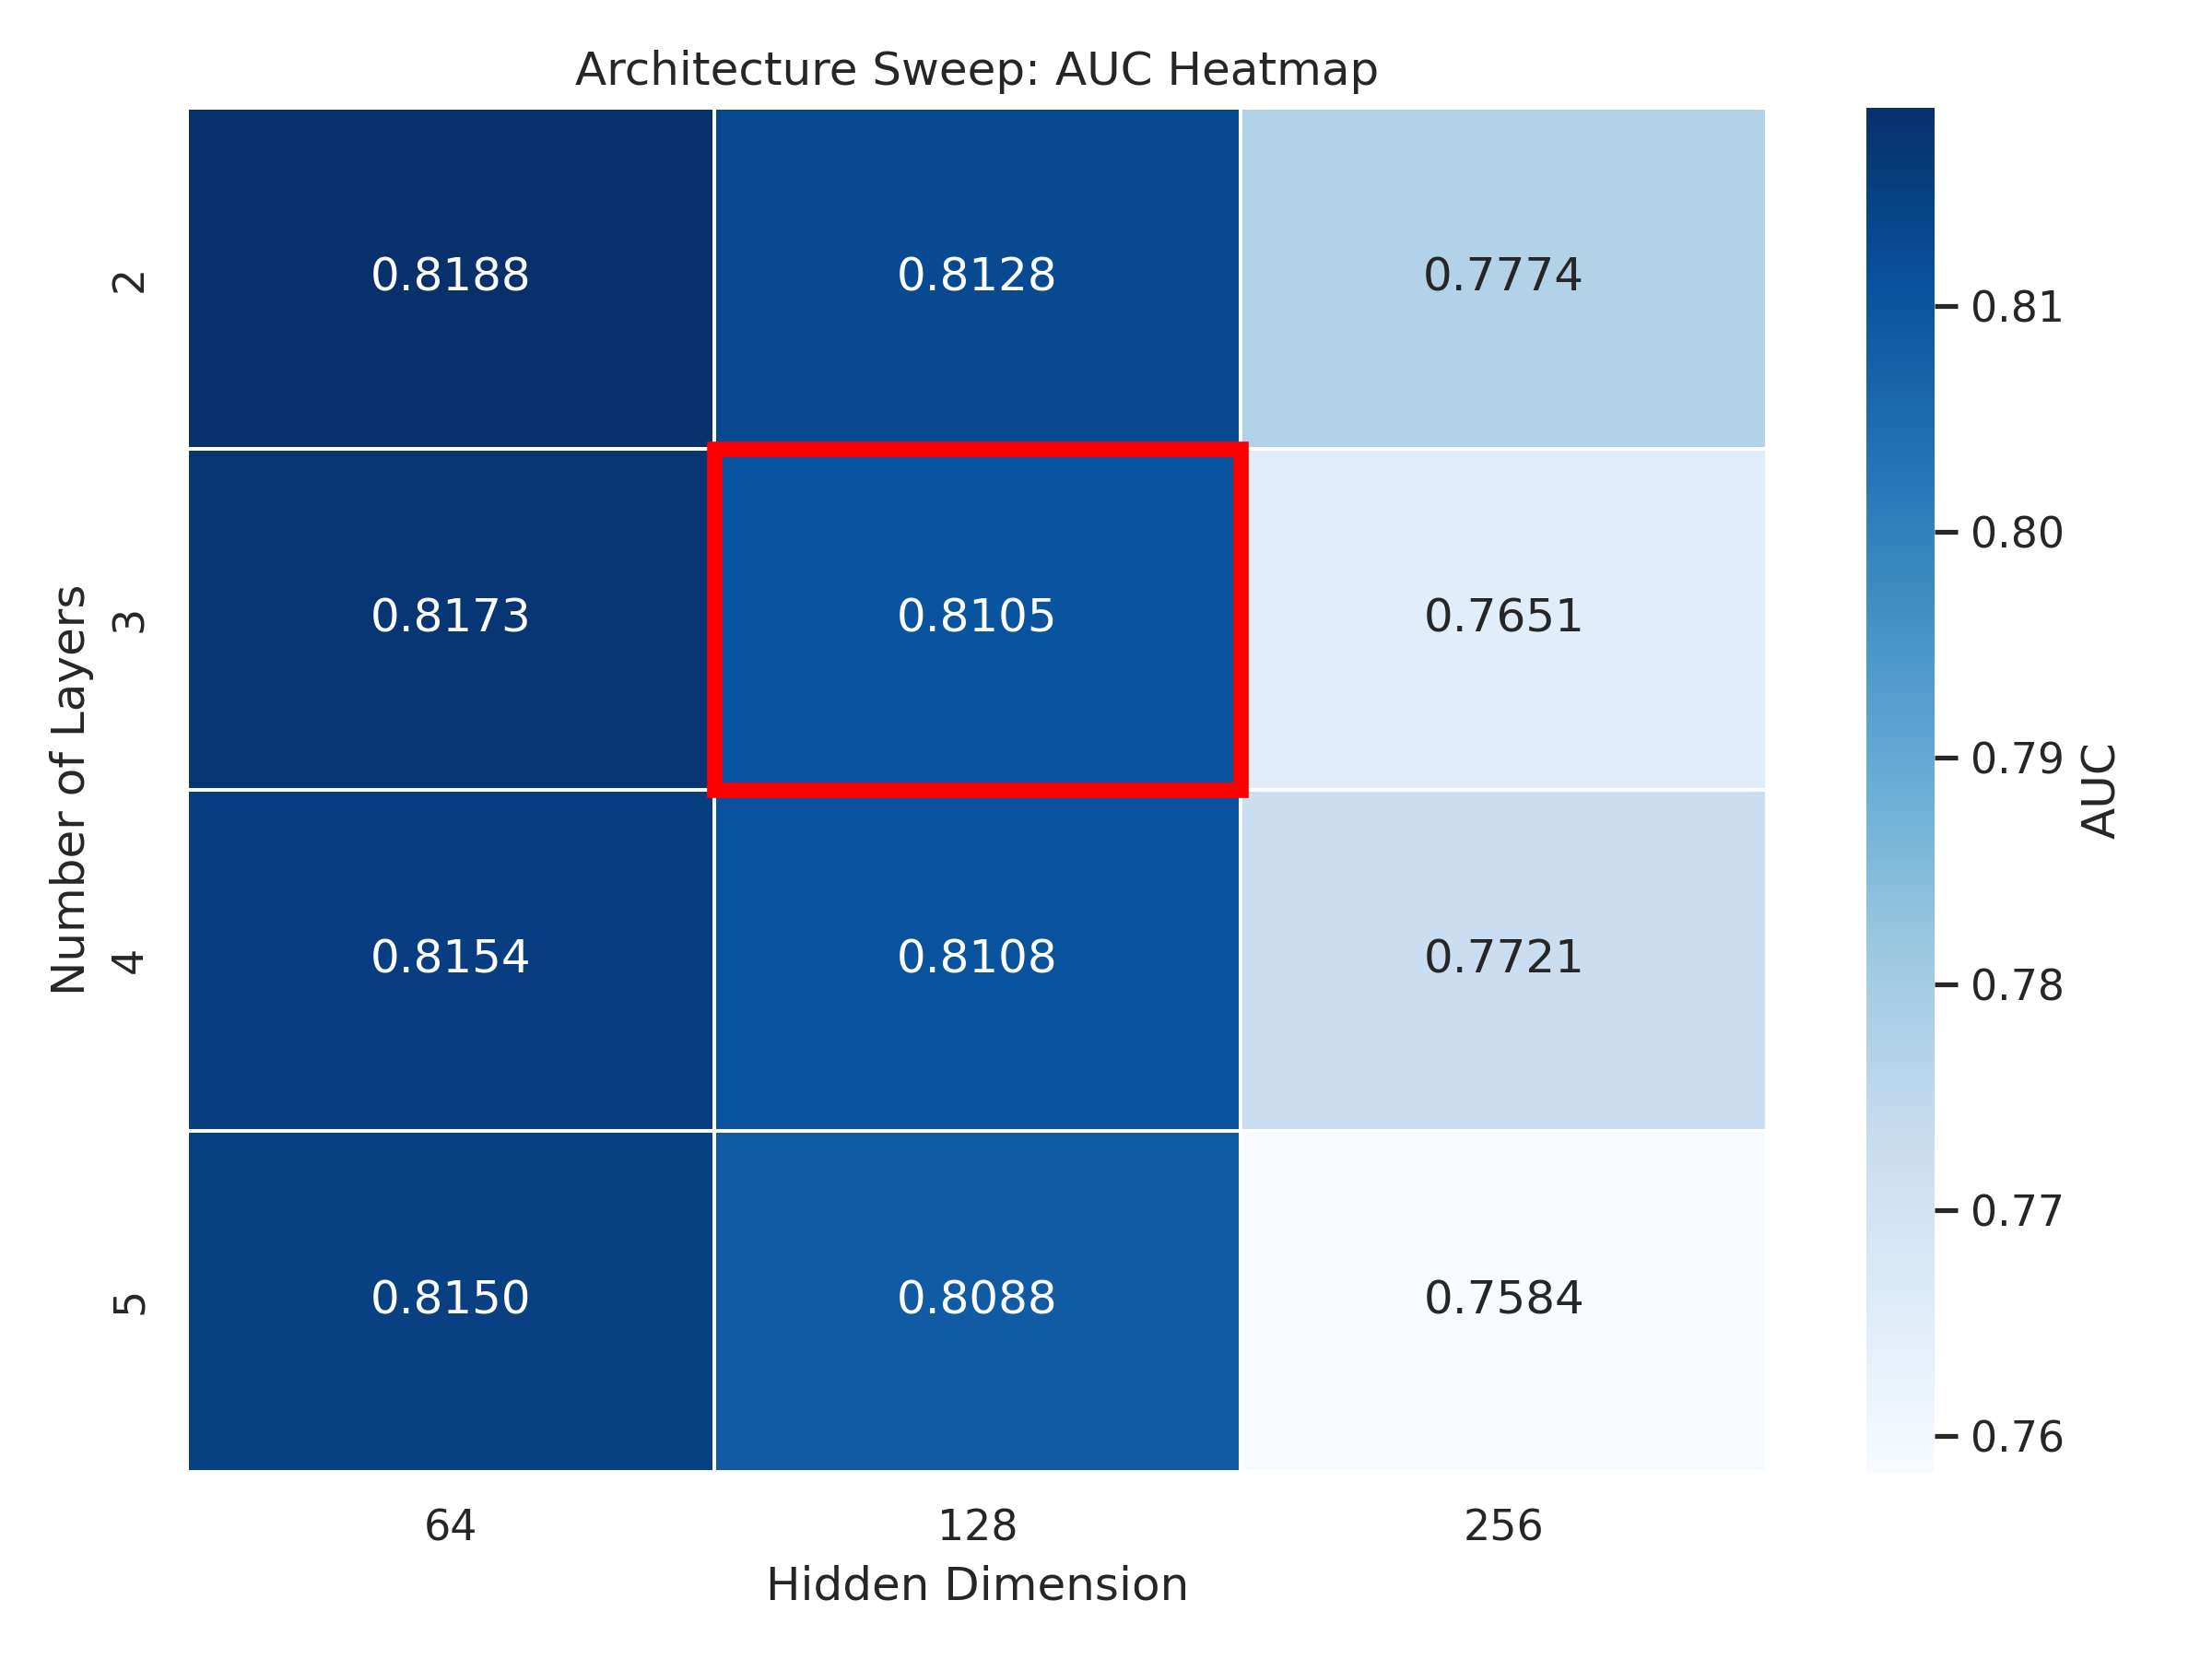 Architecture Sweep: AUC Heatmap
Number of Layers
2
0.8188 0.8128 0.7774
3
0.8173 0.8105 0.7651
4
0.8154 0.8108 0.7721
5
0.8150 0.8088 0.7584
64 128 256
Hidden Dimension
0.81
0.80
0.79
0.78
0.77
0.76
AUC